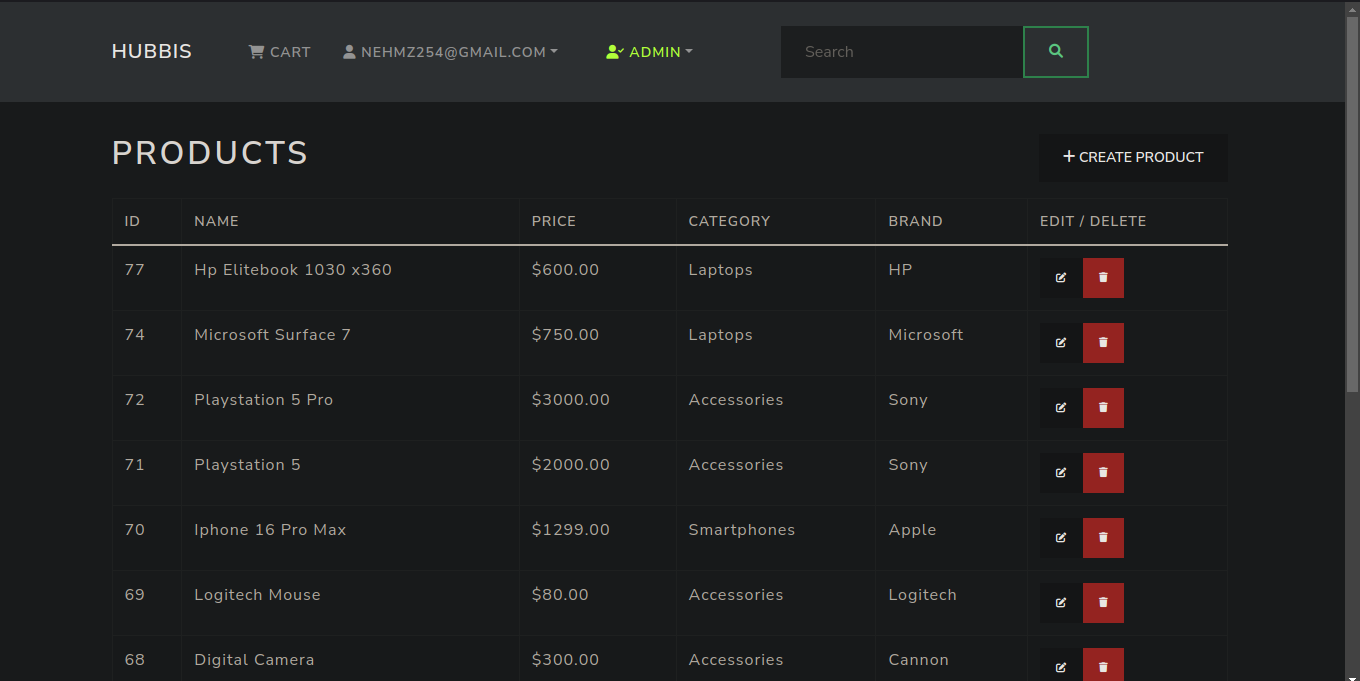 HUBBIS CART NEHMZ254@GMAIL.COM ADMIN Search
PRODUCTS
+ CREATE PRODUCT
ID NAME PRICE CATEGORY BRAND EDIT / DELETE
77 Hp Elitebook 1030 x360 $600.00 Laptops HP
74 Microsoft Surface 7 $750.00 Laptops Microsoft
72 Playstation 5 Pro $3000.00 Accessories Sony
71 Playstation 5 $2000.00 Accessories Sony
70 Iphone 16 Pro Max $1299.00 Smartphones Apple
69 Logitech Mouse $80.00 Accessories Logitech
68 Digital Camera $300.00 Accessories Cannon